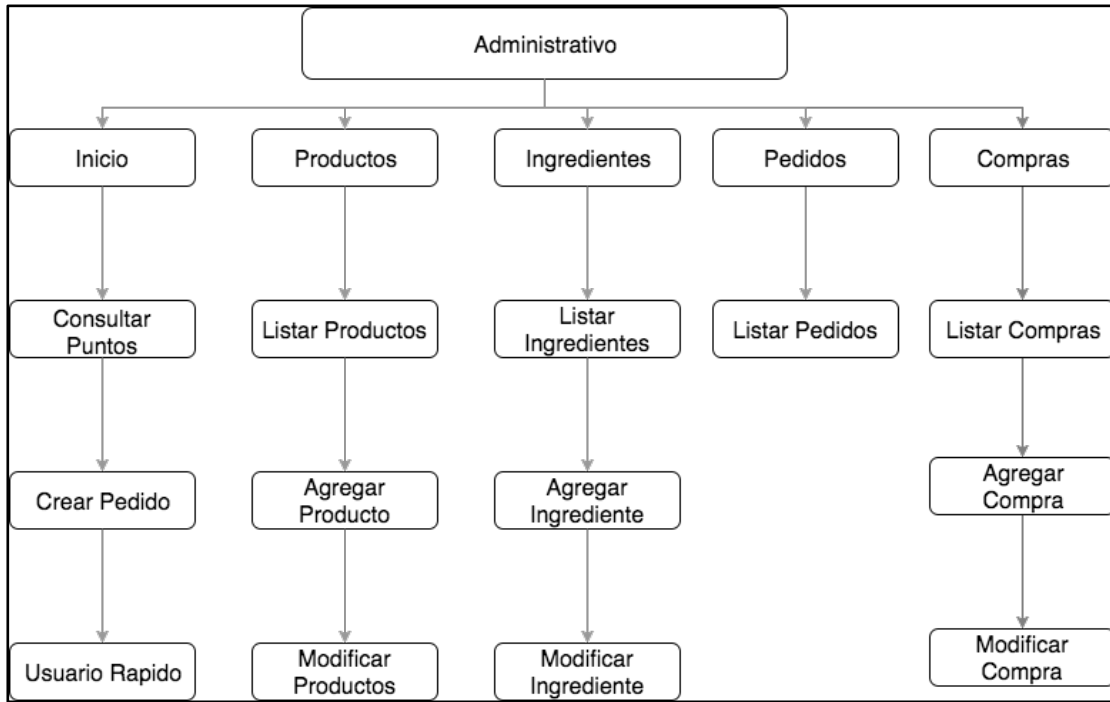 Administrativo
Inicio
Productos
Ingredientes
Pedidos
Compras
Consultar
Puntos
Listar Productos
Listar
Ingredientes
Listar Pedidos
Listar Compras
Crear Pedido
Agregar
Producto
Agregar
Ingrediente
Agregar
Compra
Usuario Rapido
Modificar
Productos
Modificar
Ingrediente
Modificar
Compra